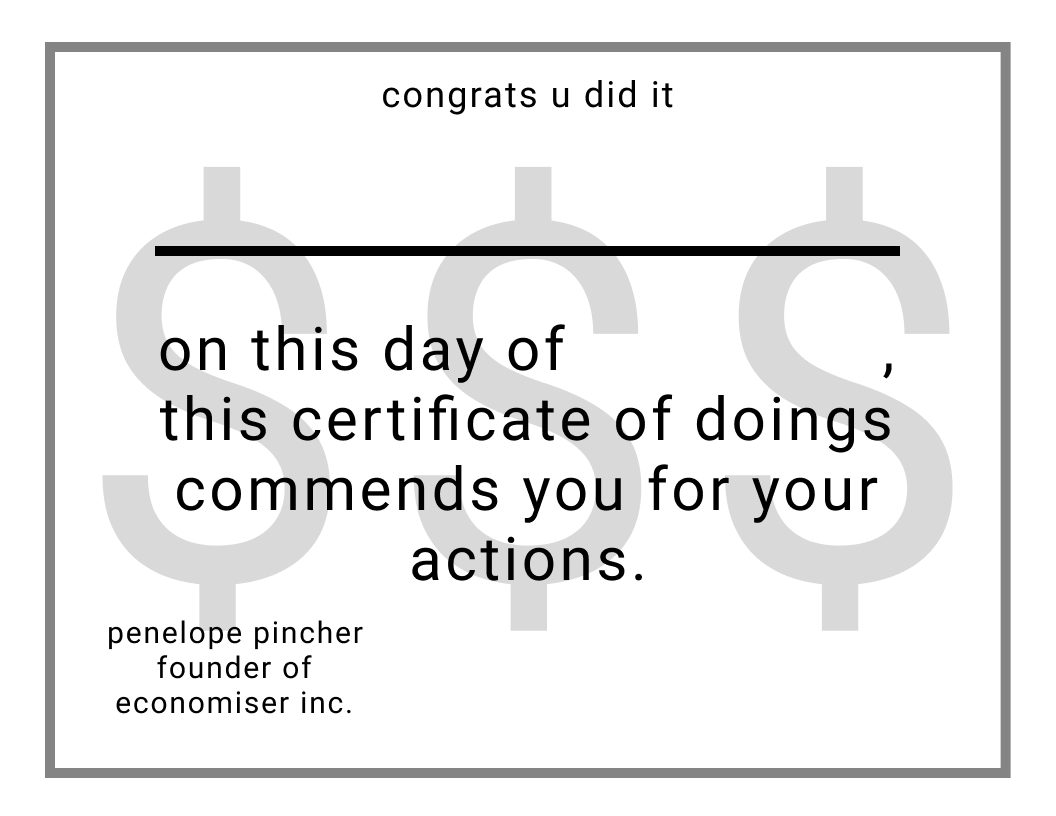 congrats u did it
$$$
on this day of ,
this certificate of doings
commends you for your
actions.
penelope pincher
founder of
economiser inc.